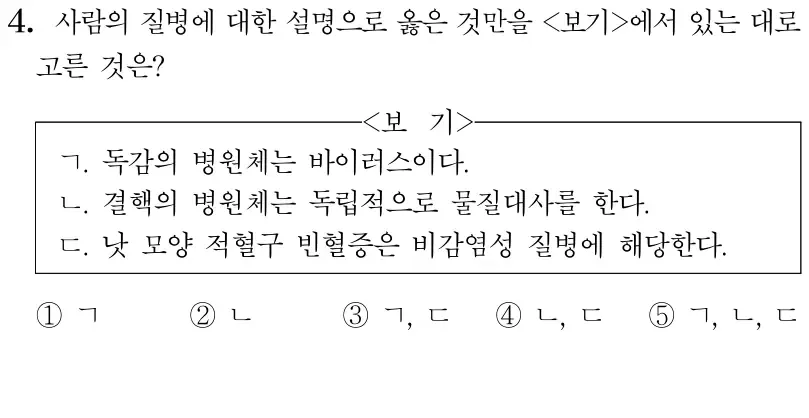 4. 사람의 질병에 대한 설명으로 옳은 것만을 <보기>에서 있는 대로
고른 것은?
<보 기>
ㄱ. 독감의 병원체는 바이러스이다.
ㄴ. 결핵의 병원체는 독립적으로 물질대사를 한다.
ㄷ. 낫 모양 적혈구 빈혈증은 비감염성 질병에 해당한다.
① ㄱ ② ㄴ ③ ㄱ, ㄷ ④ ㄴ, ㄷ ⑤ ㄱ, ㄴ, ㄷ